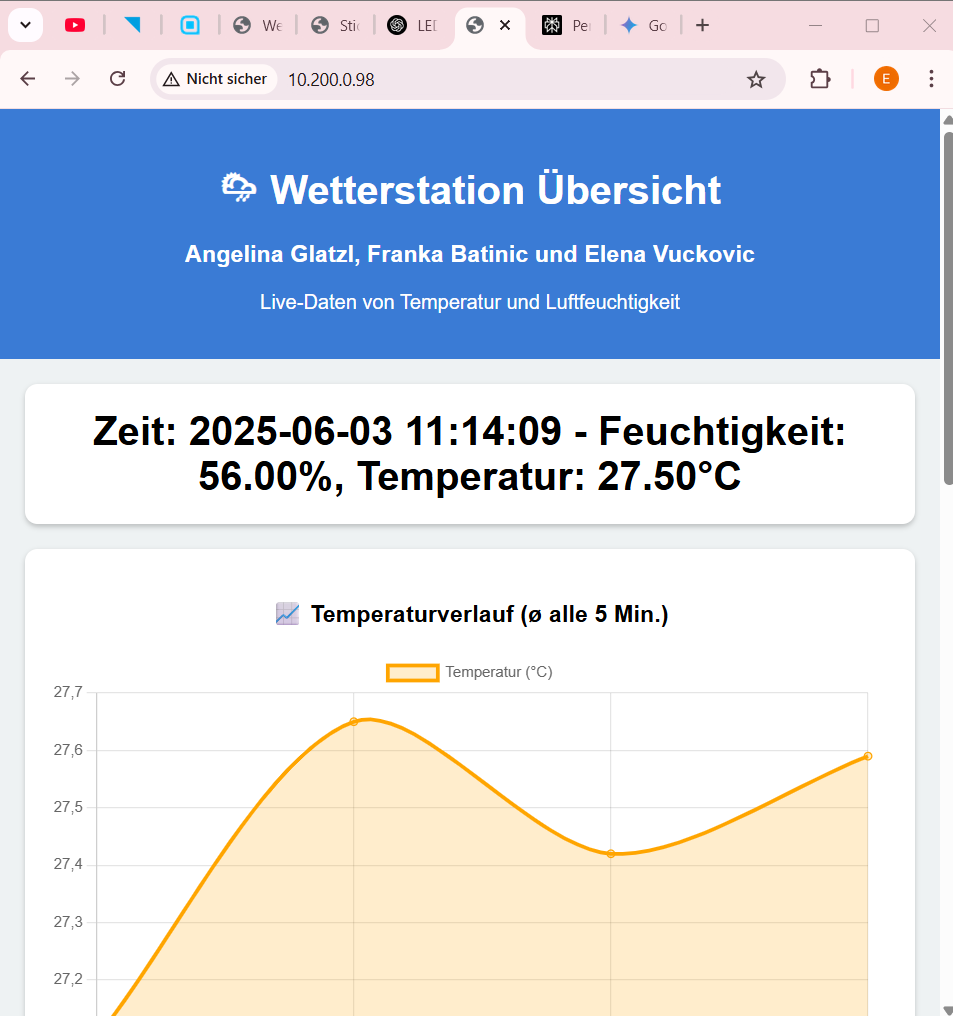 We
Stic
LED
Pe
Go
E
Nicht sicher
10.200.0.98
Wetterstation Übersicht
Angelina Glatzl, Franka Batinic und Elena Vuckovic
Live-Daten von Temperatur und Luftfeuchtigkeit
Zeit: 2025-06-03 11:14:09 - Feuchtigkeit:
56.00%, Temperatur: 27.50°C
Temperaturverlauf (ø alle 5 Min.)
Temperatur (°C)
27,7
27,6
27,5
27,4
27,3
27,2